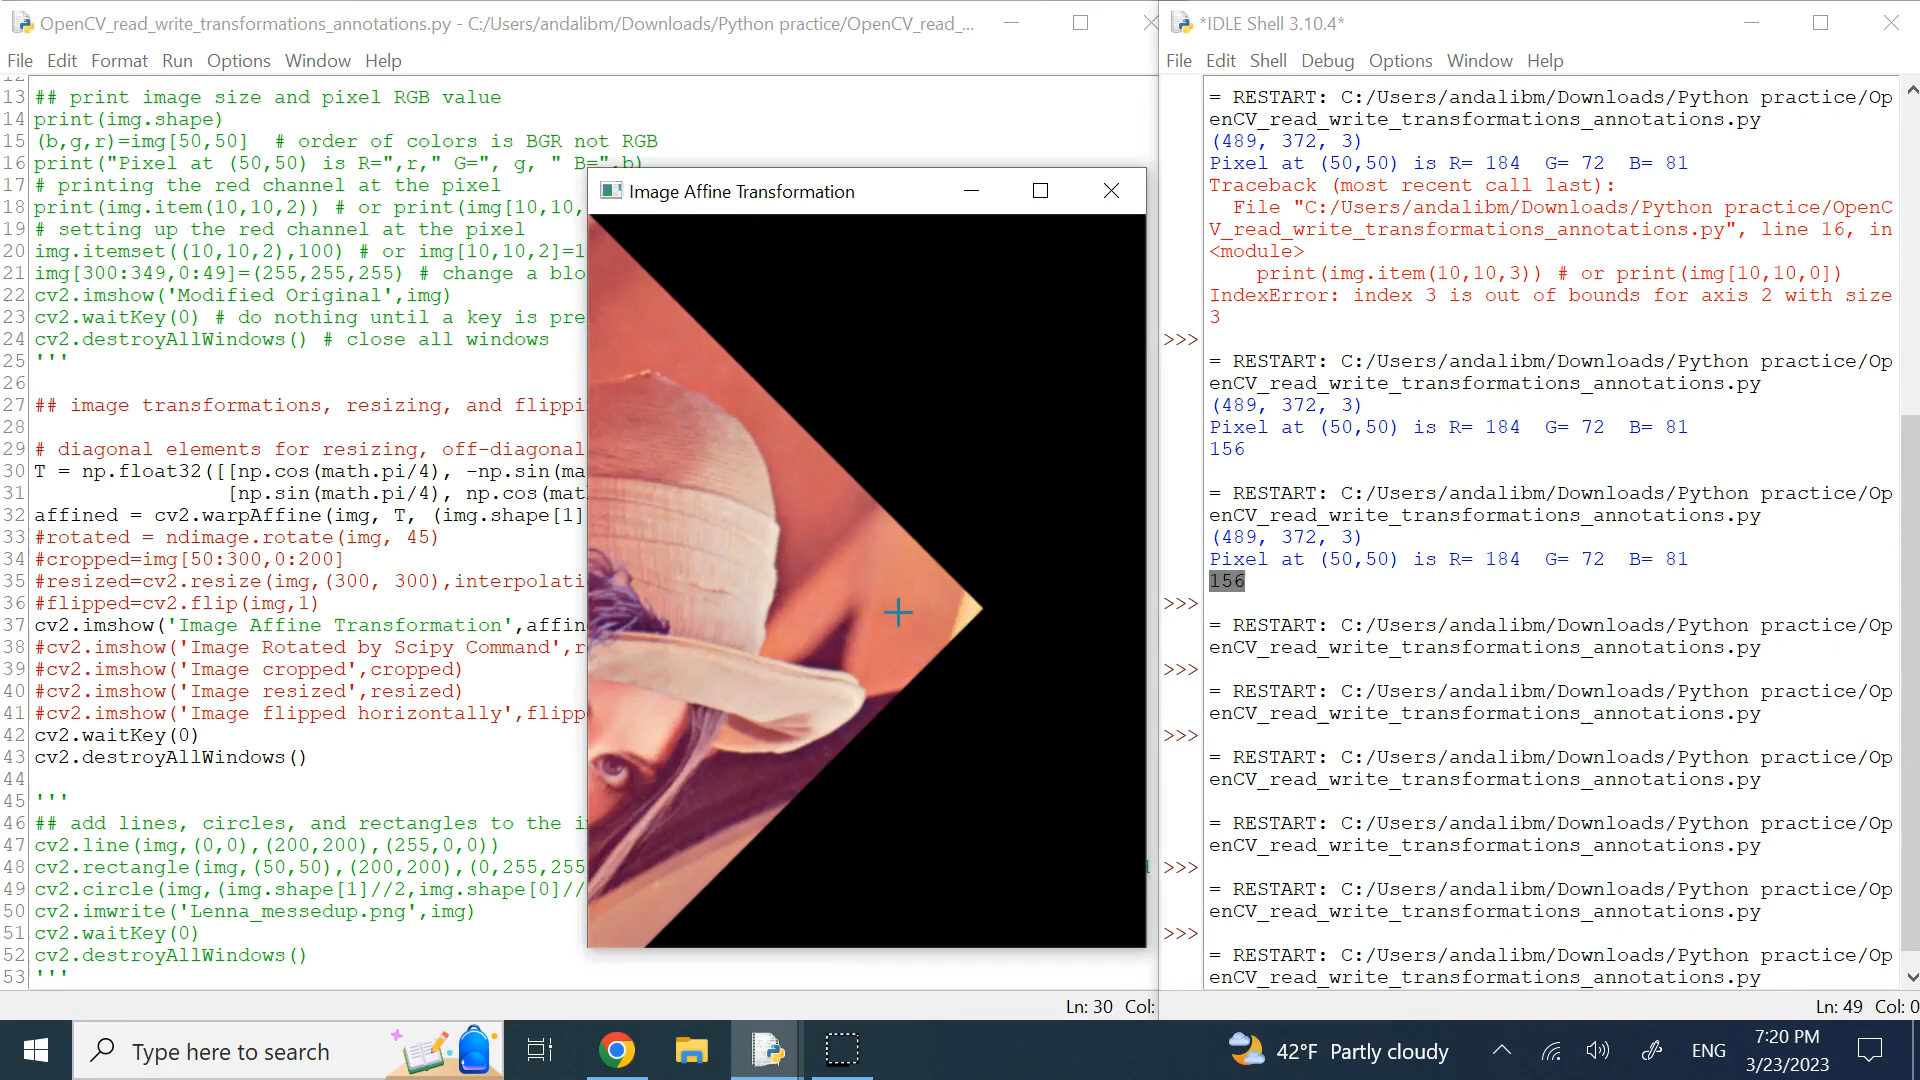 OpenCV_read_write_transformations_annotations.py - C:/Users/andalibm/Downloads/Python practice/OpenCV_read_...
File Edit Format Run Options Window Help
12
13 ## print image size and pixel RGB value
14 print(img.shape)
15 (b,g,r)=img[50,50]  # order of colors is BGR not RGB
16 print("Pixel at (50,50) is R=",r," G=", g, " B=",b)
17 # printing the red channel at the pixel
18 print(img.item(10,10,2)) # or print(img[10,10,
19 # setting up the red channel at the pixel
20 img.itemset((10,10,2),100) # or img[10,10,2]=1
21 img[300:349,0:49]=(255,255,255) # change a blo
22 cv2.imshow('Modified Original',img)
23 cv2.waitKey(0) # do nothing until a key is pre
24 cv2.destroyAllWindows() # close all windows
25 '''
26
27 ## image transformations, resizing, and flippi
28
29 # diagonal elements for resizing, off-diagonal
30 T = np.float32([[np.cos(math.pi/4), -np.sin(ma
31 [np.sin(math.pi/4), np.cos(mat
32 affined = cv2.warpAffine(img, T, (img.shape[1]
33 #rotated = ndimage.rotate(img, 45)
34 #cropped=img[50:300,0:200]
35 #resized=cv2.resize(img,(300, 300),interpolati
36 #flipped=cv2.flip(img,1)
37 cv2.imshow('Image Affine Transformation',affin
38 #cv2.imshow('Image Rotated by Scipy Command',r
39 #cv2.imshow('Image cropped',cropped)
40 #cv2.imshow('Image resized',resized)
41 #cv2.imshow('Image flipped horizontally',flipp
42 cv2.waitKey(0)
43 cv2.destroyAllWindows()
44
45 '''
46 ## add lines, circles, and rectangles to the i
47 cv2.line(img,(0,0),(200,200),(255,0,0))
48 cv2.rectangle(img,(50,50),(200,200),(0,255,255
49 cv2.circle(img,(img.shape[1]//2,img.shape[0]//
50 cv2.imwrite('Lenna_messedup.png',img)
51 cv2.waitKey(0)
52 cv2.destroyAllWindows()
53 '''
Ln: 30 Col:
Image Affine Transformation
*IDLE Shell 3.10.4*
File Edit Shell Debug Options Window Help
= RESTART: C:/Users/andalibm/Downloads/Python practice/Op
enCV_read_write_transformations_annotations.py
(489, 372, 3)
Pixel at (50,50) is R= 184  G= 72  B= 81
Traceback (most recent call last):
File "C:/Users/andalibm/Downloads/Python practice/OpenC
V_read_write_transformations_annotations.py", line 16, in
<module>
print(img.item(10,10,3)) # or print(img[10,10,0])
IndexError: index 3 is out of bounds for axis 2 with size
3
>>>
= RESTART: C:/Users/andalibm/Downloads/Python practice/Op
enCV_read_write_transformations_annotations.py
(489, 372, 3)
Pixel at (50,50) is R= 184  G= 72  B= 81
156
= RESTART: C:/Users/andalibm/Downloads/Python practice/Op
enCV_read_write_transformations_annotations.py
(489, 372, 3)
Pixel at (50,50) is R= 184  G= 72  B= 81
156
>>>
= RESTART: C:/Users/andalibm/Downloads/Python practice/Op
enCV_read_write_transformations_annotations.py
>>>
= RESTART: C:/Users/andalibm/Downloads/Python practice/Op
enCV_read_write_transformations_annotations.py
>>>
= RESTART: C:/Users/andalibm/Downloads/Python practice/Op
enCV_read_write_transformations_annotations.py
= RESTART: C:/Users/andalibm/Downloads/Python practice/Op
enCV_read_write_transformations_annotations.py
>>>
= RESTART: C:/Users/andalibm/Downloads/Python practice/Op
enCV_read_write_transformations_annotations.py
>>>
= RESTART: C:/Users/andalibm/Downloads/Python practice/Op
enCV_read_write_transformations_annotations.py
Ln: 49 Col: 0
Type here to search
42°F Partly cloudy
ENG
7:20 PM
3/23/2023